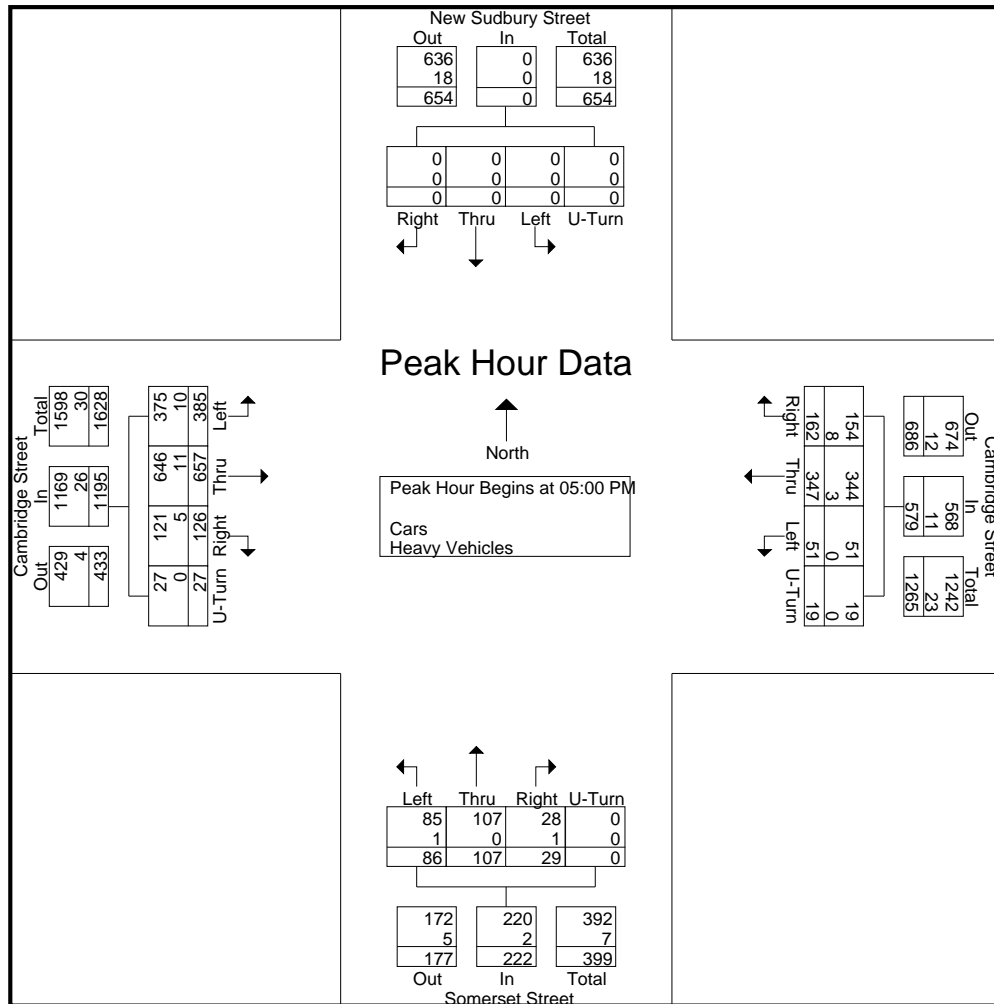 New Sudbury Street
Out In Total
636 0 636
18 0 18
654 0 654
0 0 0 0
0 0 0 0
0 0 0 0
Right Thru Left U-Turn
Peak Hour Data
North
Peak Hour Begins at 05:00 PM
Cars
Heavy Vehicles
Cambridge Street
Out In Total
429 1169 1598
4 26 30
433 1195 1628
27 121 646 375
0 5 11 10
27 126 657 385
U-Turn Right Thru Left
Cambridge Street
Out In Total
674 568 1242
12 11 23
686 579 1265
154 344 51 19
8 3 0 0
162 347 51 19
Right Thru Left U-Turn
Left Thru Right U-Turn
85 107 28 0
1 0 1 0
86 107 29 0
172 220 392
5 2 7
177 222 399
Out In Total
Somerset Street